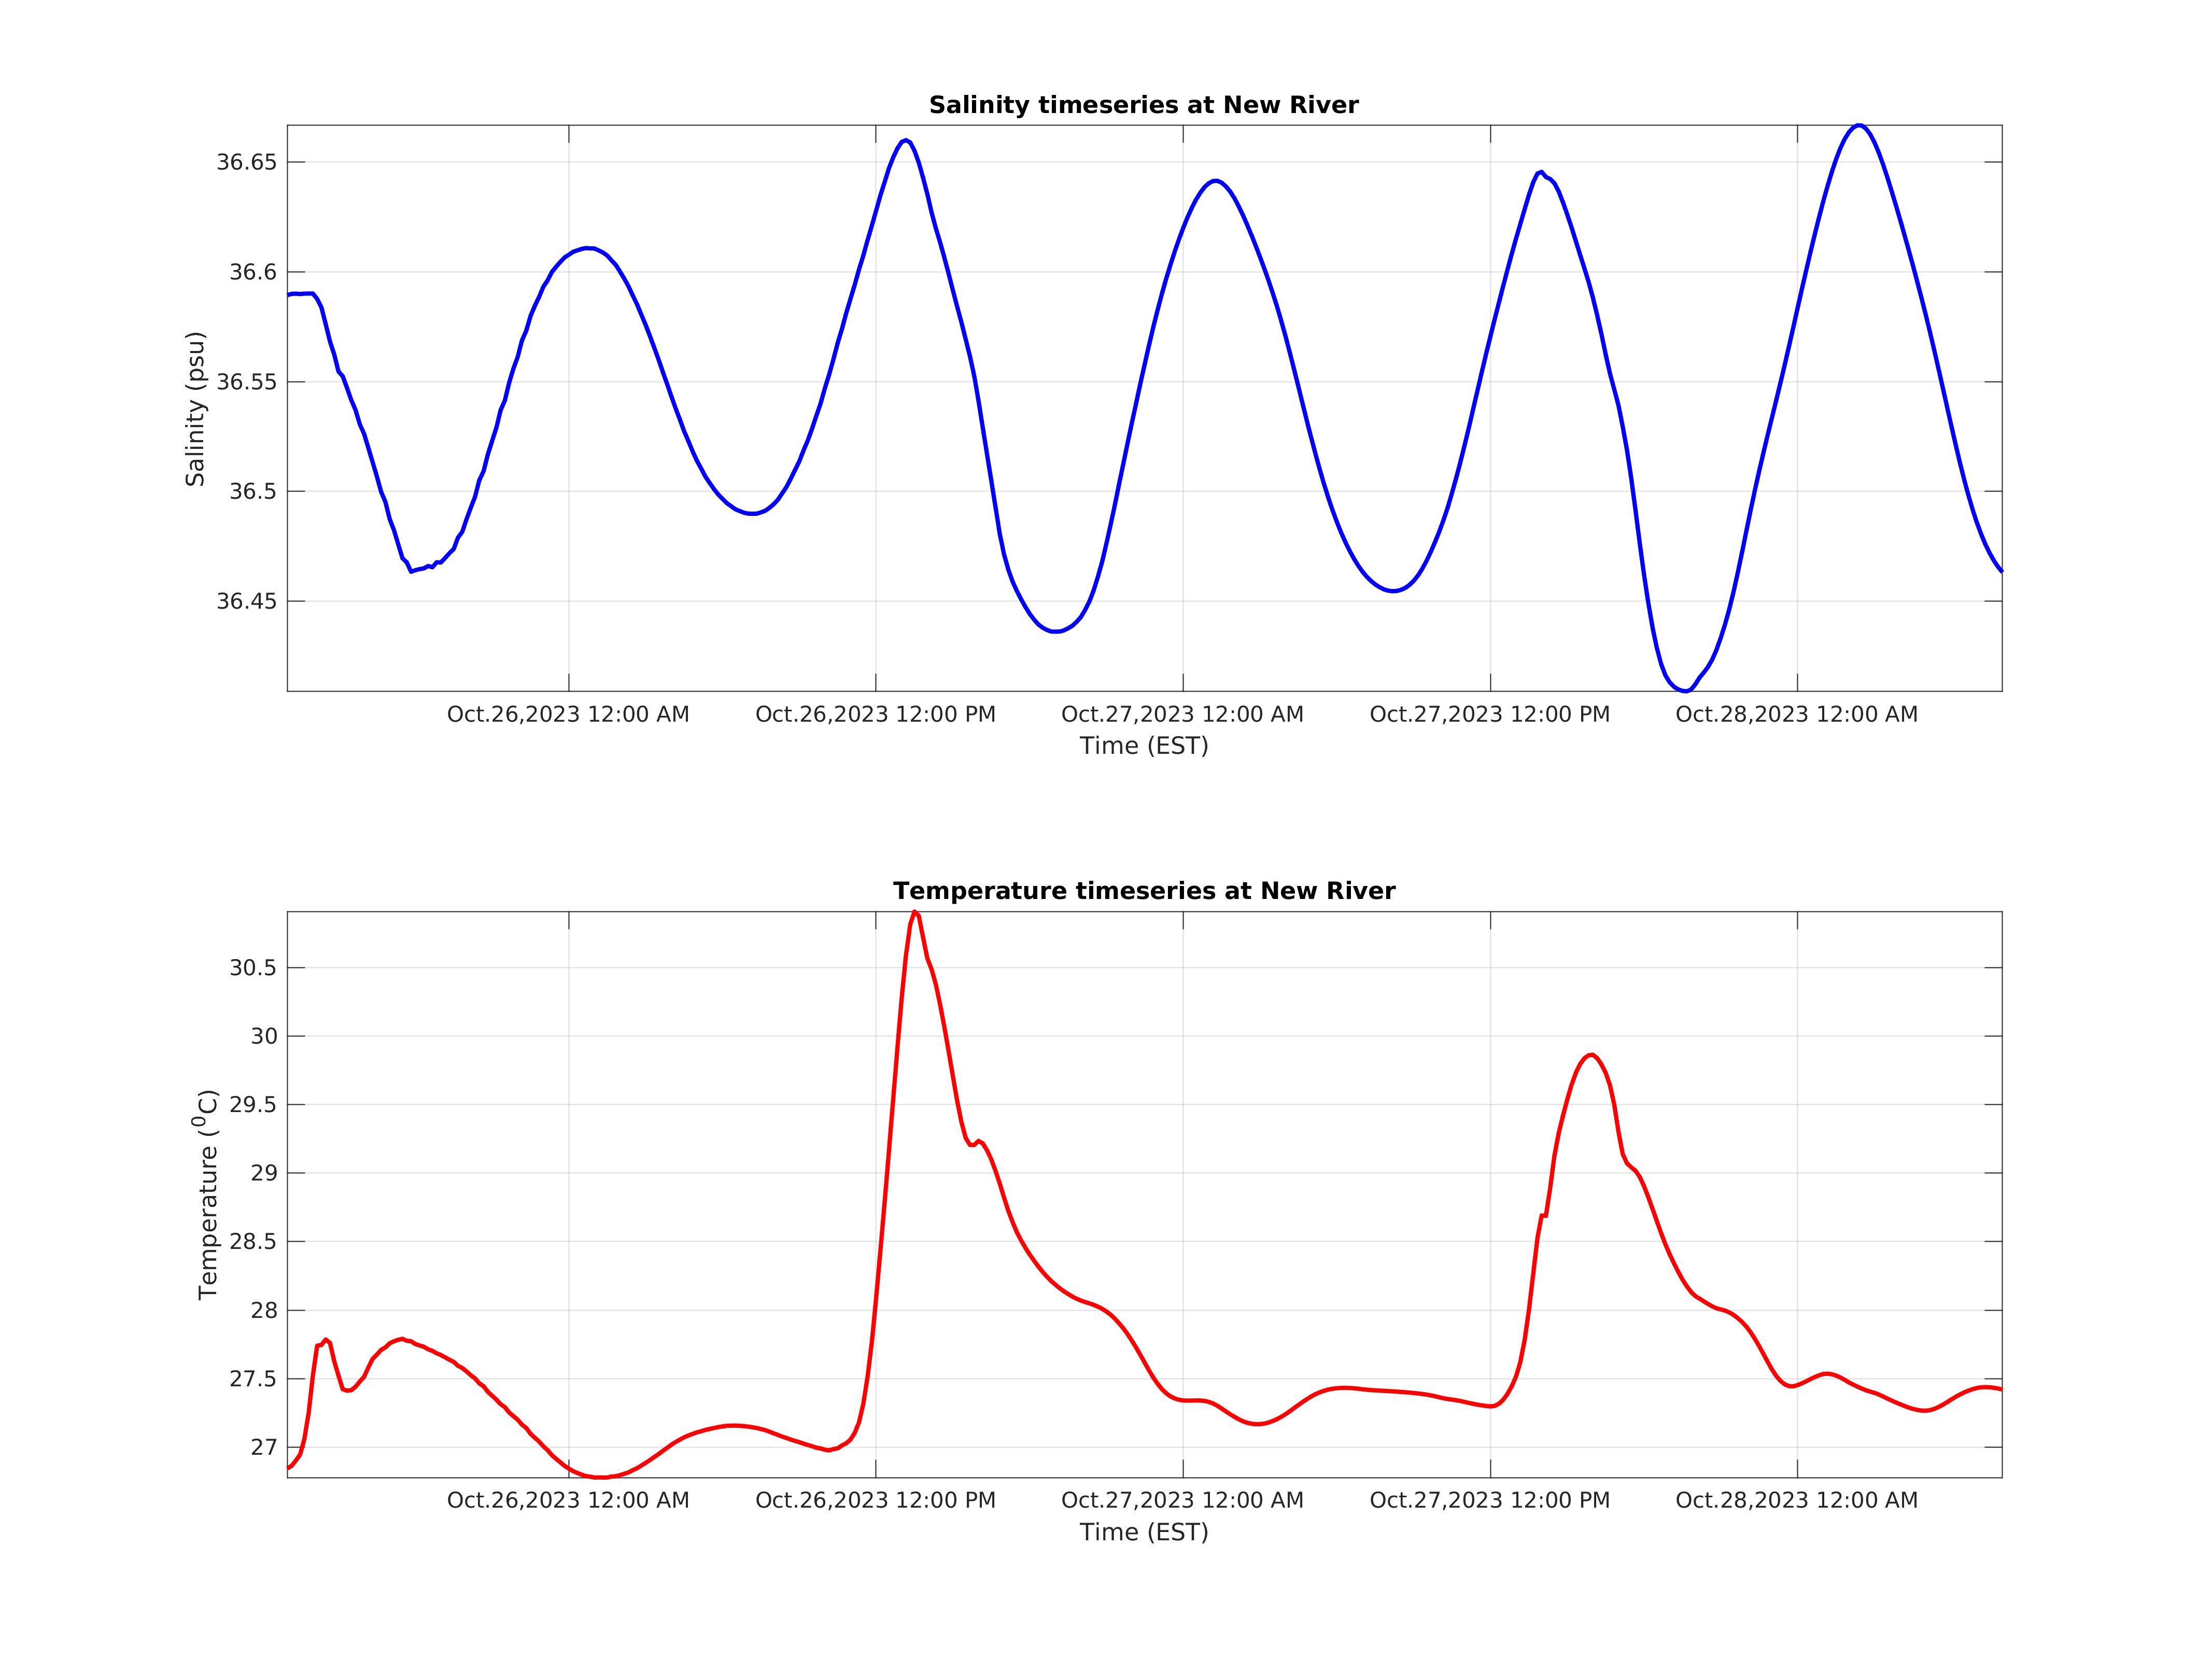 Salinity timeseries at New River
36.65
36.6
36.55
36.5
36.45
Salinity (psu)
Oct.26,2023 12:00 AM Oct.26,2023 12:00 PM Oct.27,2023 12:00 AM Oct.27,2023 12:00 PM Oct.28,2023 12:00 AM
Time (EST)
Temperature timeseries at New River
30.5
30
29.5
29
28.5
28
27.5
27
Temperature (⁰C)
Oct.26,2023 12:00 AM Oct.26,2023 12:00 PM Oct.27,2023 12:00 AM Oct.27,2023 12:00 PM Oct.28,2023 12:00 AM
Time (EST)